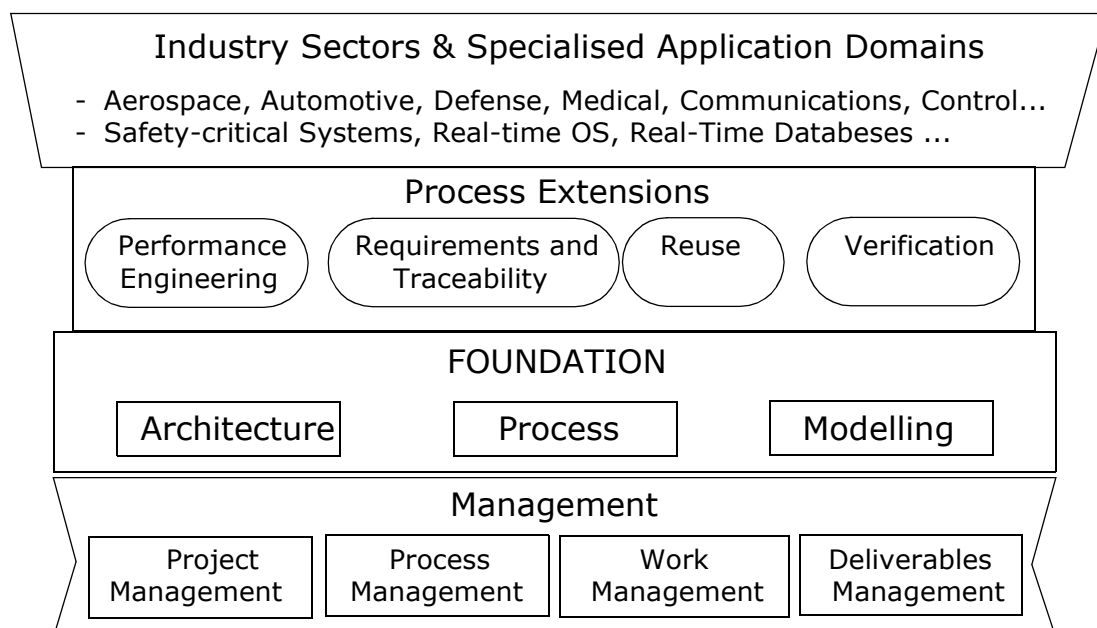 Industry Sectors & Specialised Application Domains
- Aerospace, Automotive, Defense, Medical, Communications, Control...
- Safety-critical Systems, Real-time OS, Real-Time Databeses ...
Process Extensions
Performance
Engineering
Requirements and
Traceability
Reuse
Verification
FOUNDATION
Architecture
Process
Modelling
Management
Project
Management
Process
Management
Work
Management
Deliverables
Management